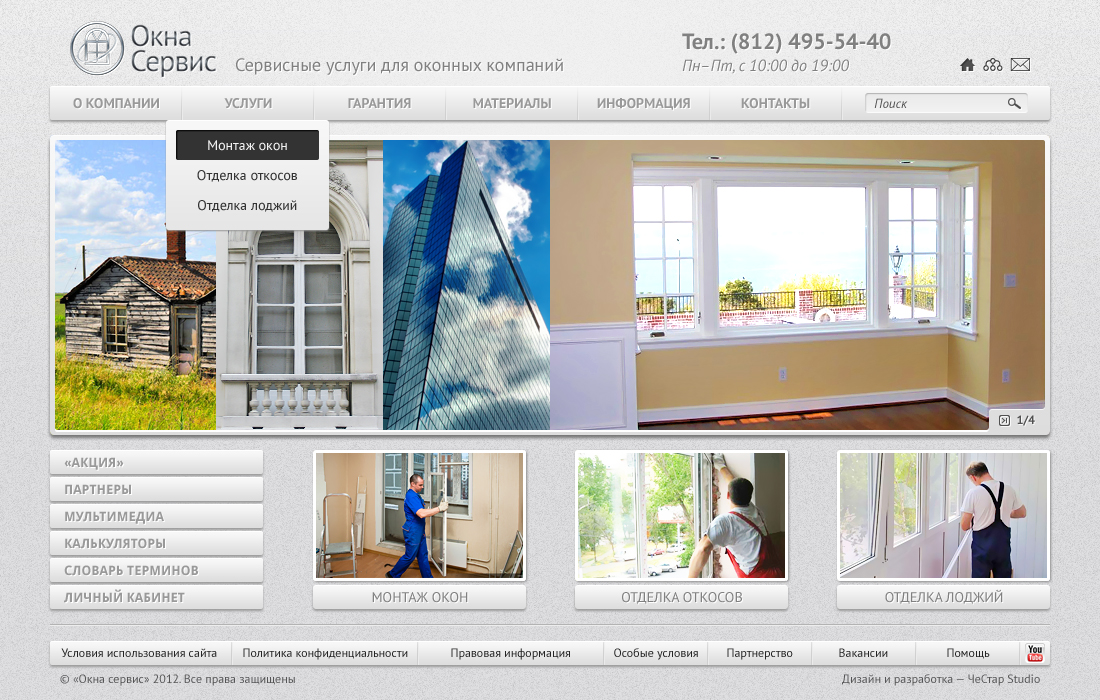 Окна
Сервис
Сервисные услуги для оконных компаний
Тел.: (812) 495-54-40
Пн–Пт, с 10:00 до 19:00
О КОМПАНИИ УСЛУГИ ГАРАНТИЯ МАТЕРИАЛЫ ИНФОРМАЦИЯ КОНТАКТЫ Поиск
Монтаж окон
Отделка откосов
Отделка лоджий
1/4
«АКЦИЯ»
ПАРТНЕРЫ
МУЛЬТИМЕДИА
КАЛЬКУЛЯТОРЫ
СЛОВАРЬ ТЕРМИНОВ
ЛИЧНЫЙ КАБИНЕТ
МОНТАЖ ОКОН ОТДЕЛКА ОТКОСОВ ОТДЕЛКА ЛОДЖИЙ
Условия использования сайта Политика конфиденциальности Правовая информация Особые условия Партнерство Вакансии Помощь You Tube
© «Окна сервис» 2012. Все права защищены Дизайн и разработка — ЧеСтар Studio